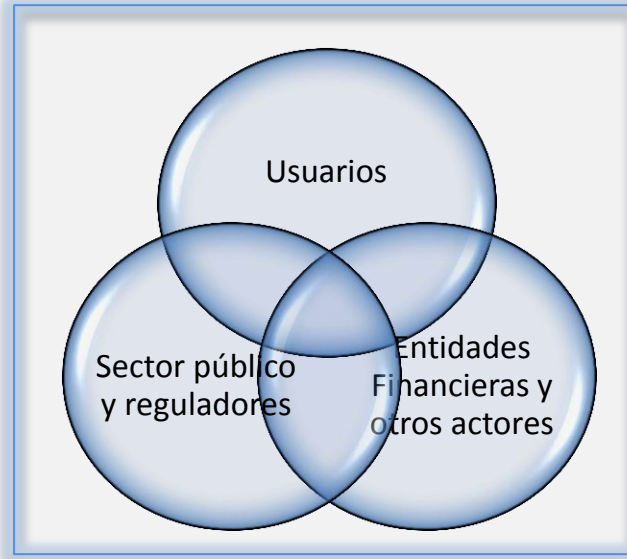 Usuarios
Sector público
y reguladores
Entidades
Financieras y
otros actores